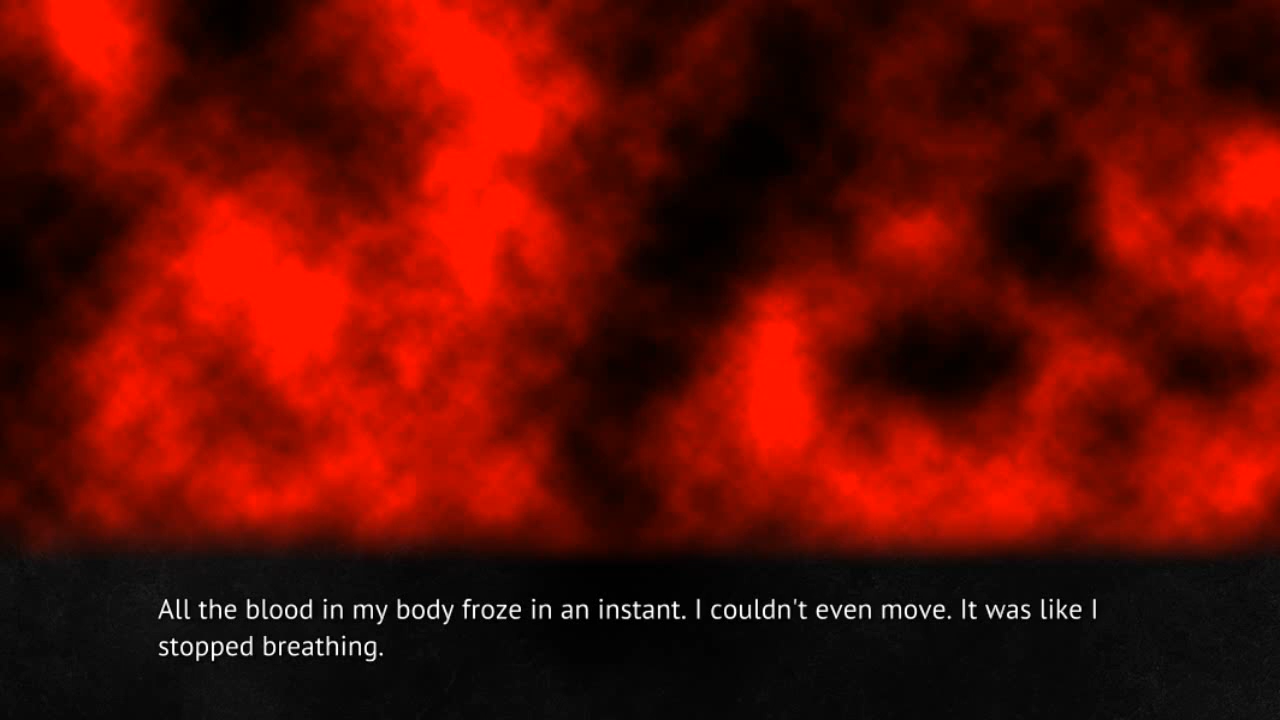 All the blood in my body froze in an instant. I couldn't even move. It was like I
stopped breathing.